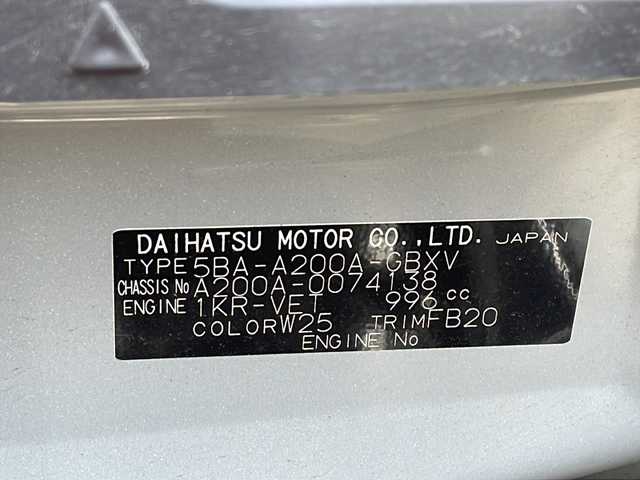 DAIHATSU MOTOR CO.,LTD. JAPAN
TYPE 5BA-A200A-GBXV
CHASSIS No A200A-0074138
ENGINE 1KR-VET 996 cc
COLOR W25 TRIM FB20
ENGINE No